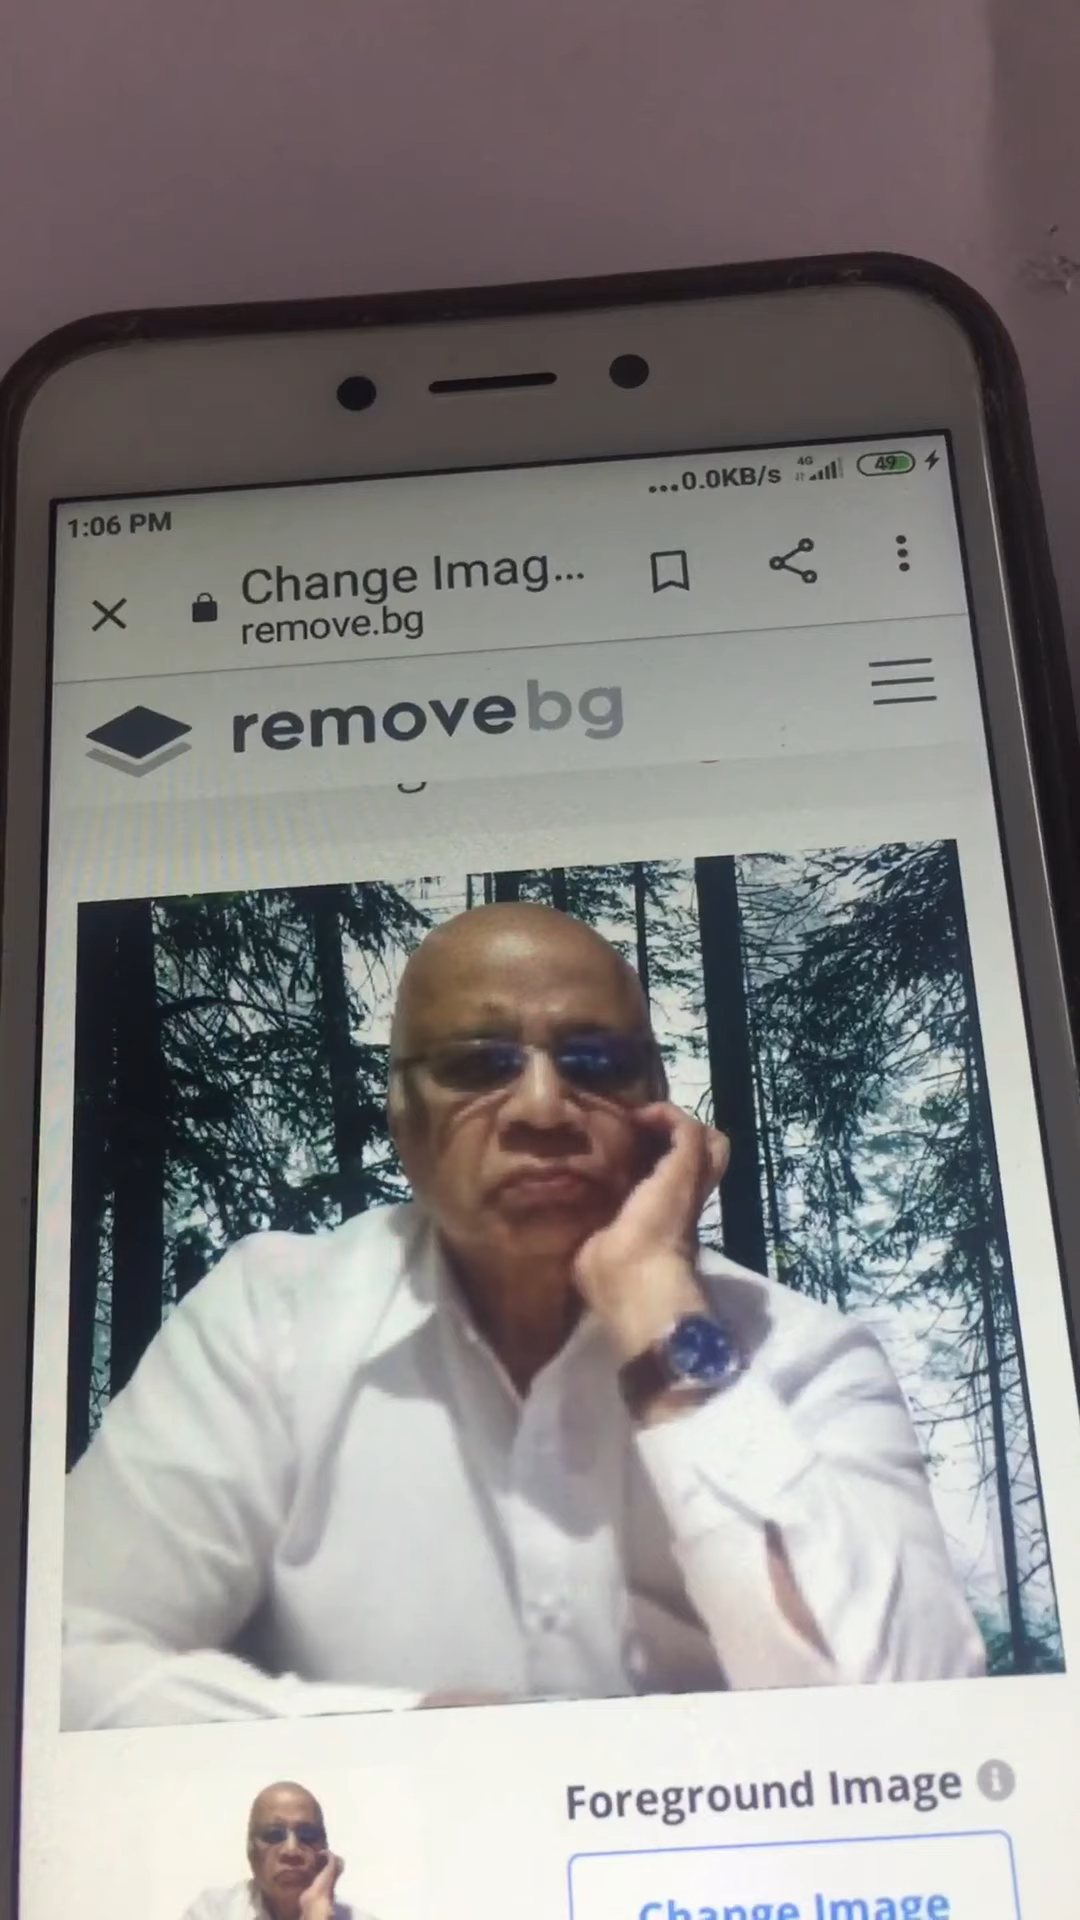 1:06 PM
...0.0KB/s 4G 49
Change Imag...
remove.bg
removebg
Foreground Image i
Change Image